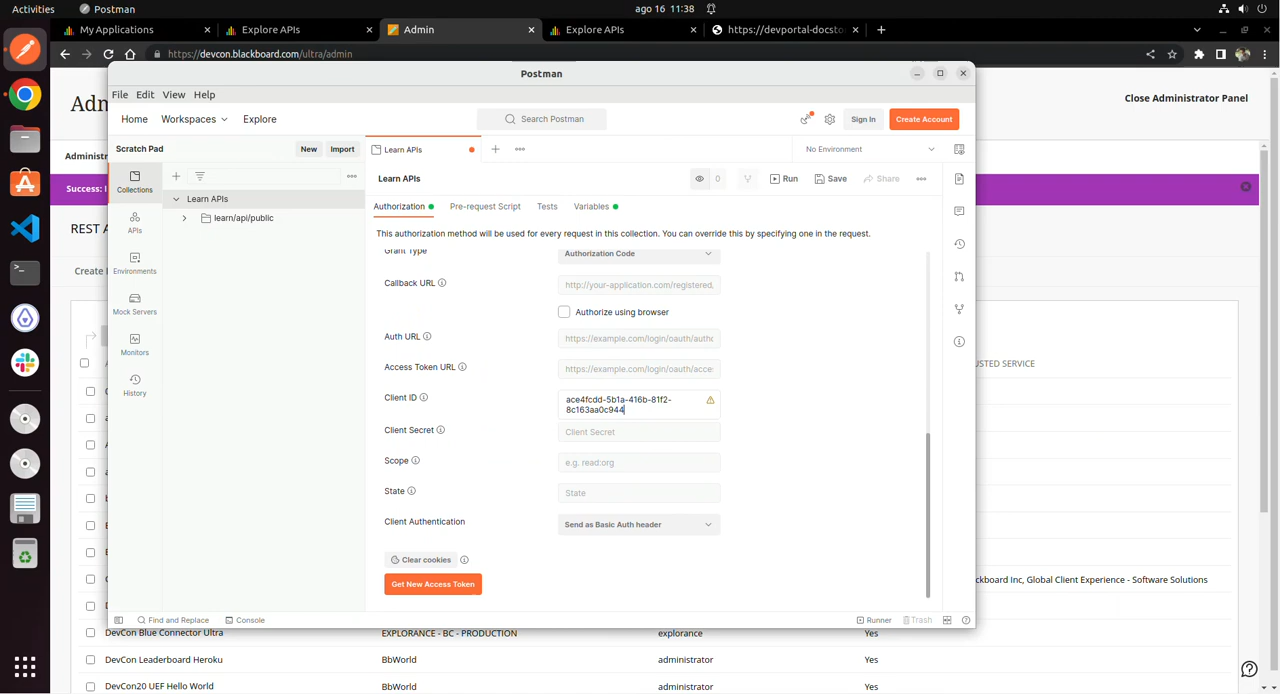 Activities
Postman
ago 16 11:38
My Applications
Explore APIs
Admin
Explore APIs
https://devportal-docsto
https://devcon.blackboard.com/ultra/admin
Close Administrator Panel
Administr
Success:
REST A
Create
Postman
File Edit View Help
Home Workspaces Explore
Search Postman
Sign In
Create Account
Scratch Pad
New
Import
Learn APIs
No Environment
Collections
APIs
Environments
Mock Servers
Monitors
History
Learn APIs
learn/api/public
Learn APIs
0
Run
Save
Share
Authorization
Pre-request Script
Tests
Variables
This authorization method will be used for every request in this collection. You can override this by specifying one in the request.
Grant Type
Authorization Code
Callback URL
http://your-application.com/registered/
Authorize using browser
Auth URL
https://example.com/login/oauth/autho
Access Token URL
https://example.com/login/oauth/acce
Client ID
ace4fcdd-5b1a-416b-81f2-
8c163aa0c944
Client Secret
Client Secret
Scope
e.g. read:org
State
State
Client Authentication
Send as Basic Auth header
Clear cookies
Get New Access Token
Find and Replace
Console
Runner
Trash
USTED SERVICE
ckboard Inc, Global Client Experience - Software Solutions
DevCon Blue Connector Ultra
EXPLORANCE - BC - PRODUCTION
explorance
Yes
DevCon Leaderboard Heroku
BbWorld
administrator
Yes
DevCon20 UEF Hello World
BbWorld
administrator
Yes